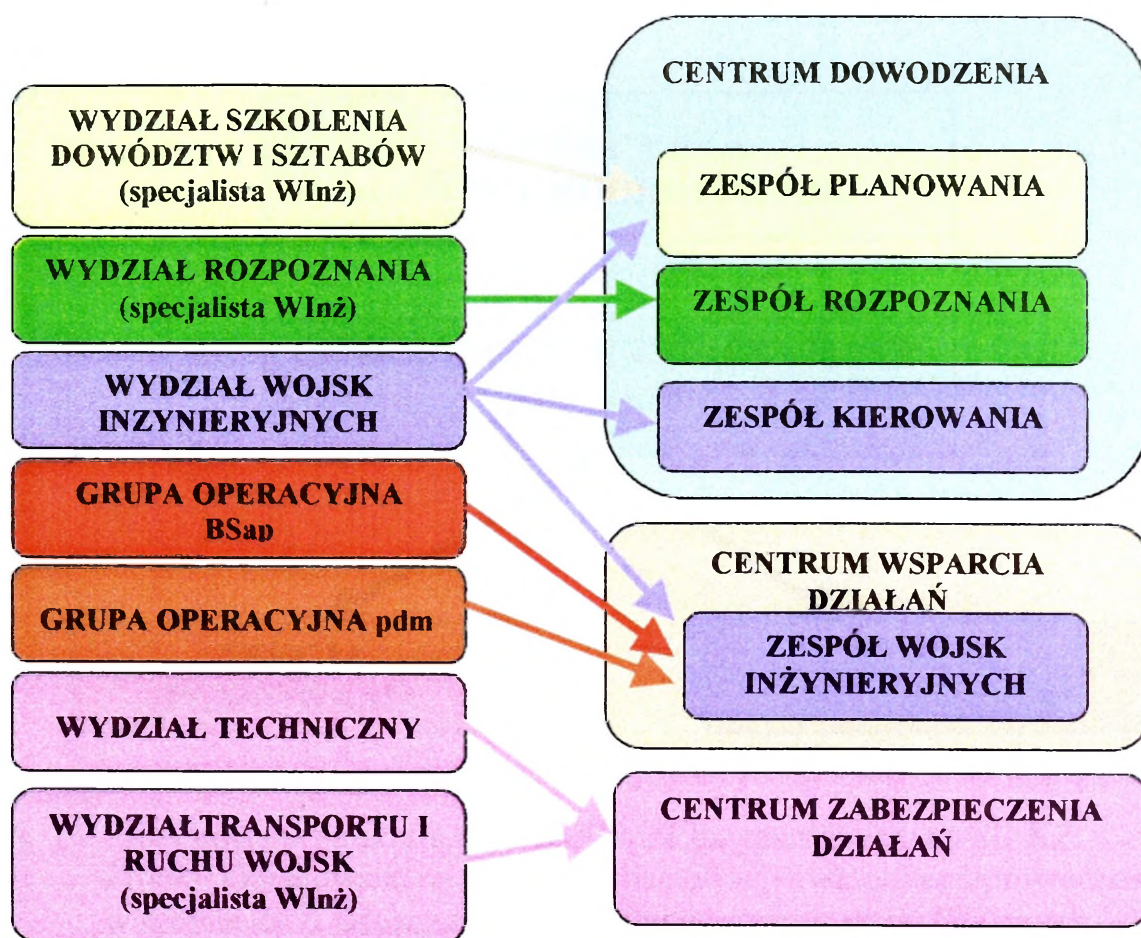 WYDZIAŁ SZKOLENIA
DOWÓDZTW I SZTABÓW
(specjalista WInż)
WYDZIAŁ ROZPOZNANIA
(specjalista WInż)
WYDZIAŁ WOJSK
INZYNIERYJNYCH
GRUPA OPERACYJNA
BSap
GRUPA OPERACYJNA pdm
WYDZIAŁ TECHNICZNY
WYDZIAŁTRANSPORTU I
RUCHU WOJSK
(specjalista WInż)
CENTRUM DOWODZENIA
ZESPÓŁ PLANOWANIA
ZESPÓŁ ROZPOZNANIA
ZESPÓŁ KIEROWANIA
CENTRUM WSPARCIA
DZIAŁAŃ
ZESPÓŁ WOJSK
INŻYNIERYJNYCH
CENTRUM ZABEZPIECZENIA
DZIAŁAŃ